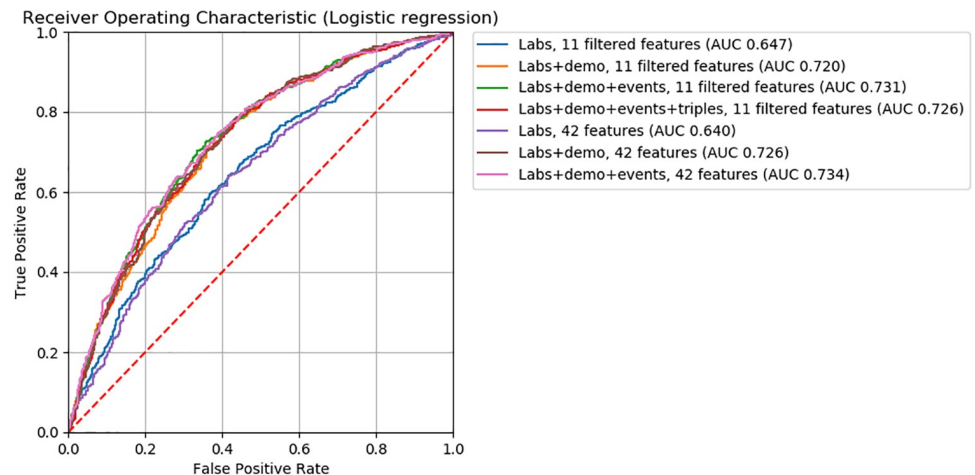 Receiver Operating Characteristic (Logistic regression)
1.0
0.8
0.6
0.4
0.2
0.0
True Positive Rate
0.0 0.2 0.4 0.6 0.8 1.0
False Positive Rate
Labs, 11 filtered features (AUC 0.647)
Labs+demo, 11 filtered features (AUC 0.720)
Labs+demo+events, 11 filtered features (AUC 0.731)
Labs+demo+events+triples, 11 filtered features (AUC 0.726)
Labs, 42 features (AUC 0.640)
Labs+demo, 42 features (AUC 0.726)
Labs+demo+events, 42 features (AUC 0.734)